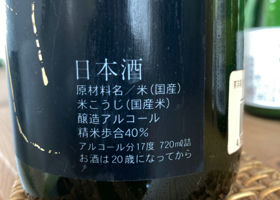 日本酒
原材料名／米(国産)
米こうじ(国産米)
醸造アルコール
精米歩合40%
アルコール分17度 720ml詰
お酒は20歳になってから